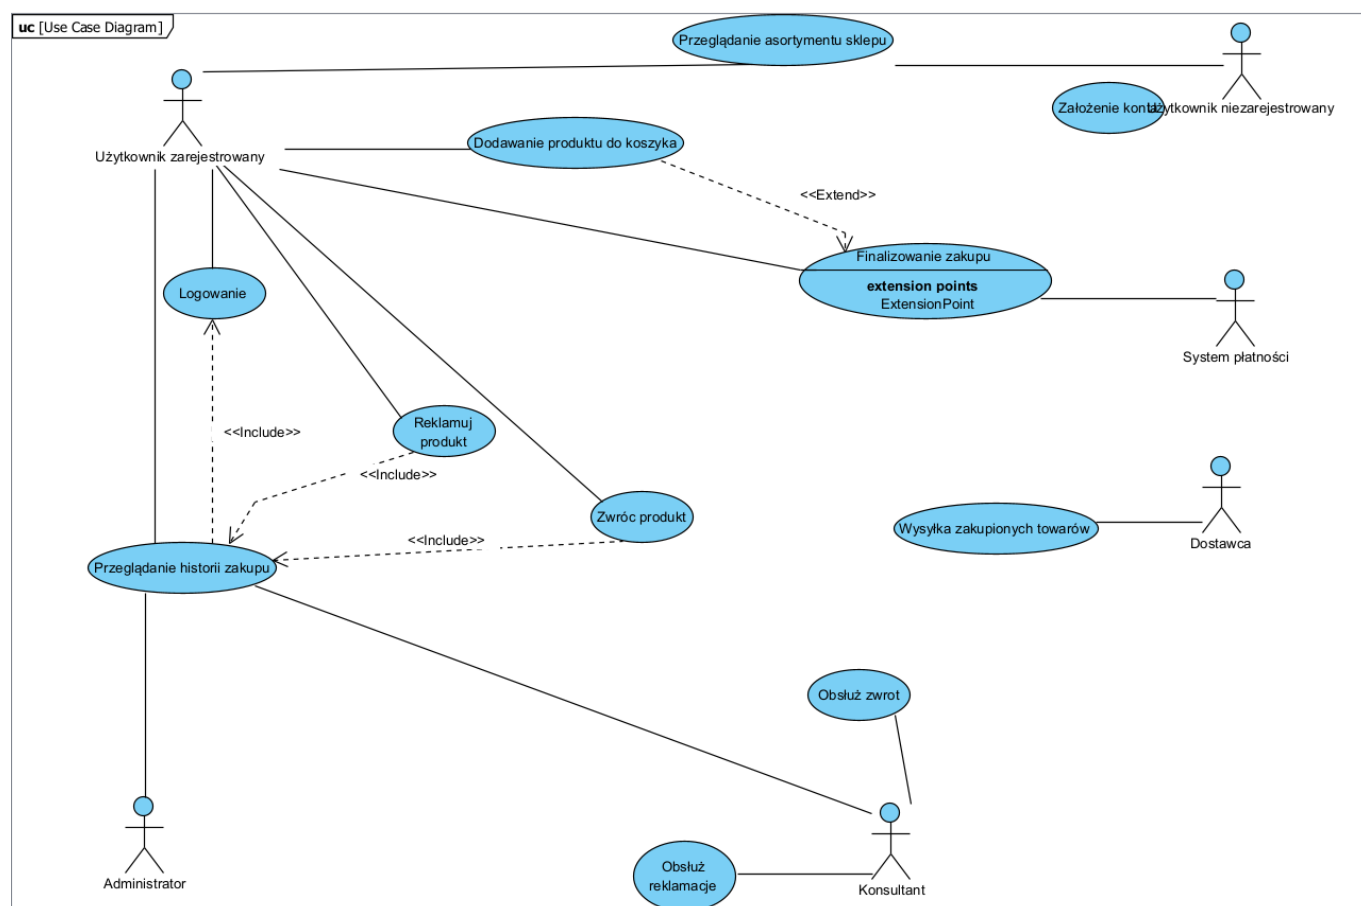 uc [Use Case Diagram]
Przeglądanie asortymentu sklepu
Założenie konta
Użytkownik niezarejestrowany
Użytkownik zarejestrowany
Dodawanie produktu do koszyka
<<Extend>>
Finalizowanie zakupu
extension points
ExtensionPoint
Logowanie
System płatności
Reklamuj
produkt
<<Include>>
<<Include>>
Zwróc produkt
Wysyłka zakupionych towarów
<<Include>>
Dostawca
Przeglądanie historii zakupu
Obsłuż zwrot
Obsłuż
reklamacje
Administrator
Konsultant